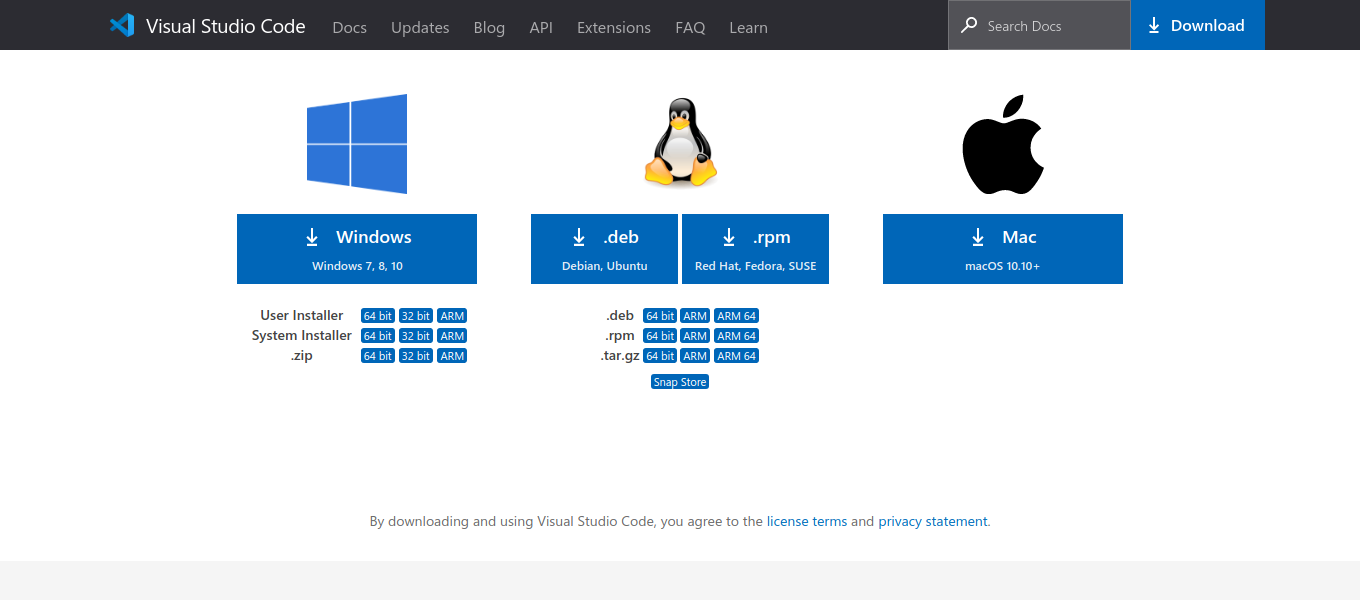 Visual Studio Code Docs Updates Blog API Extensions FAQ Learn Search Docs Download
Windows
Windows 7, 8, 10
.deb
Debian, Ubuntu
.rpm
Red Hat, Fedora, SUSE
Mac
macOS 10.10+
User Installer 64 bit 32 bit ARM
System Installer 64 bit 32 bit ARM
.zip 64 bit 32 bit ARM
.deb 64 bit ARM ARM 64
.rpm 64 bit ARM ARM 64
.tar.gz 64 bit ARM ARM 64
Snap Store
By downloading and using Visual Studio Code, you agree to the license terms and privacy statement.